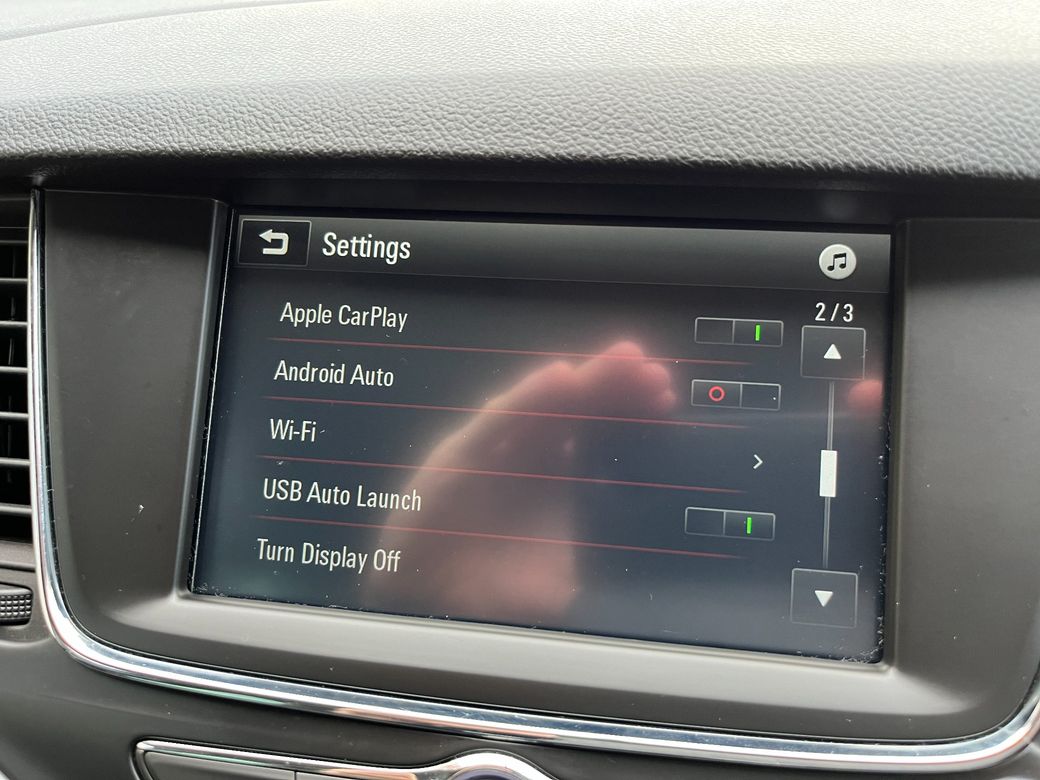 Settings
2/3
Apple CarPlay
Android Auto
Wi-Fi
USB Auto Launch
Turn Display Off